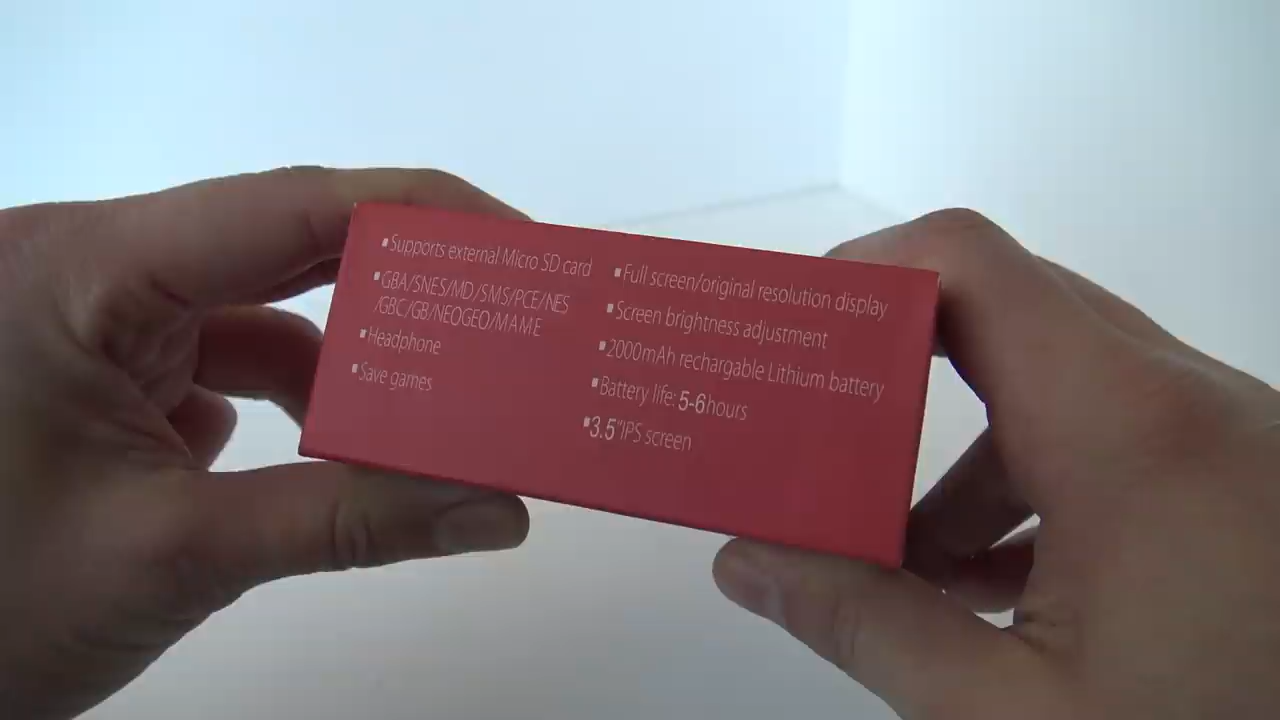 ▪Supports external Micro SD card
▪GBA/SNES/MD/SMS/PCE/NES
/GBC/GB/NEOGEO/MAME
▪Headphone
▪Save games
▪Full screen/original resolution display
▪Screen brightness adjustment
▪2000mAh rechargable Lithium battery
▪Battery life: 5-6hours
▪3.5"IPS screen